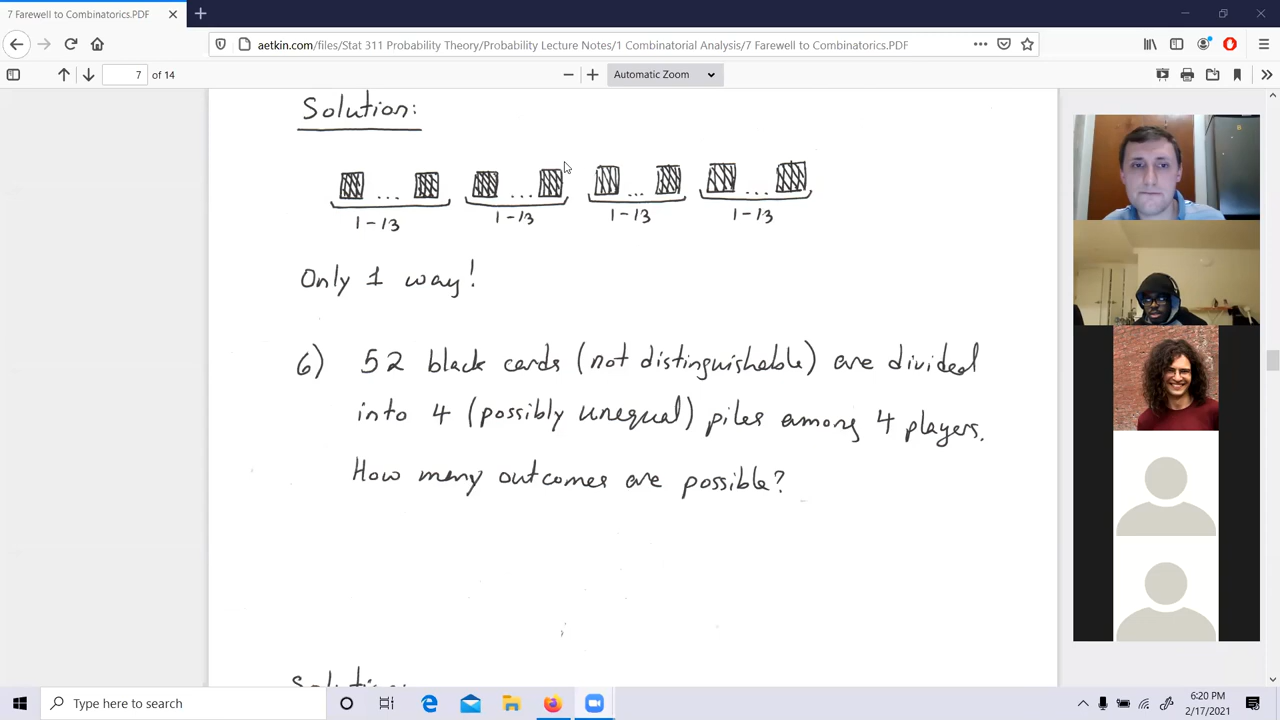 7 Farewell to Combinatorics.PDF
aetkin.com/files/Stat 311 Probability Theory/Probability Lecture Notes/1 Combinatorial Analysis/7 Farewell to Combinatorics.PDF
7 of 14
Automatic Zoom
Solution:
... ... ... ...
1-13 1-13 1-13 1-13
Only 1 way!
6) 52 black cards (not distinguishable) are divided
into 4 (possibly unequal) piles among 4 players.
How many outcomes are possible?
Solution:
Type here to search
6:20 PM
2/17/2021